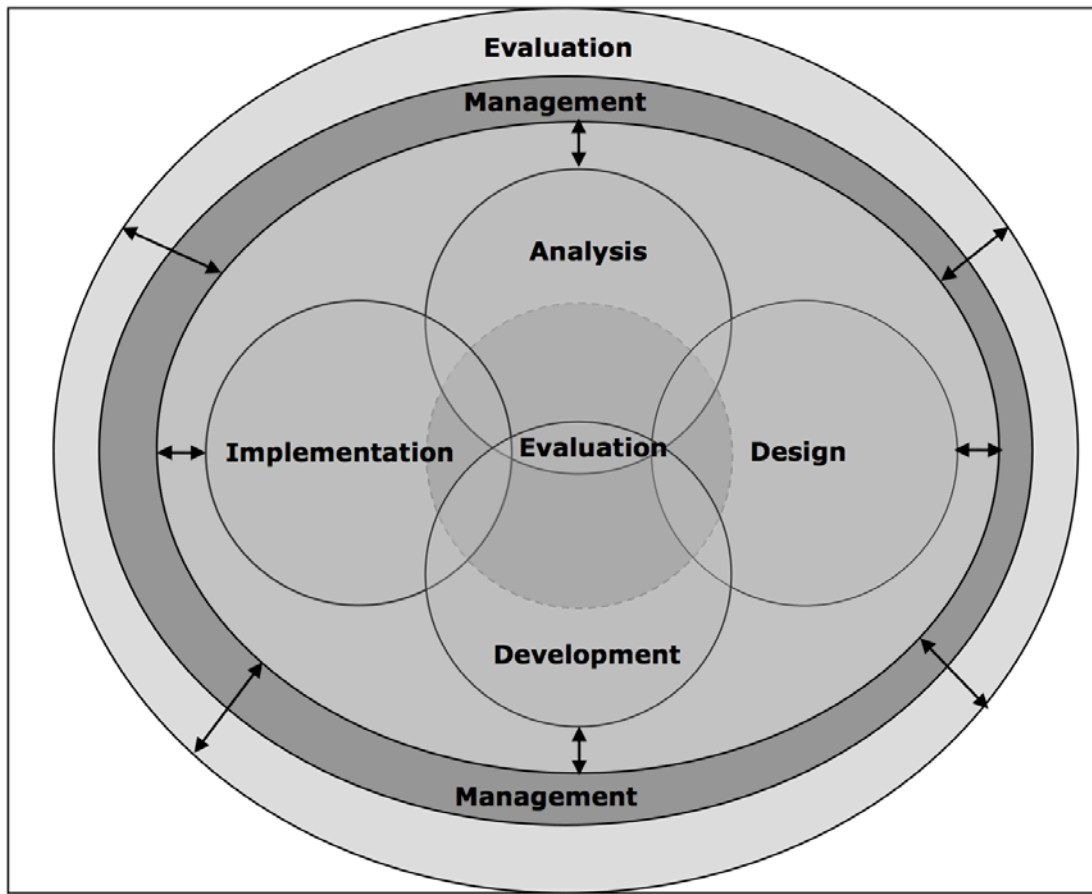 Evaluation
Management
Analysis
Implementation
Evaluation
Design
Development
Management